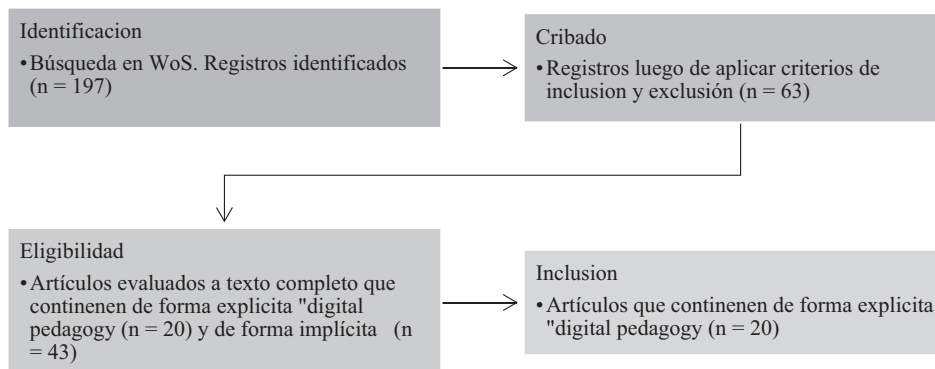 Identificacion
•Búsqueda en WoS. Registros identificados
(n = 197)
Cribado
•Registros luego de aplicar criterios de
inclusion y exclusión (n = 63)
Eligibilidad
•Artículos evaluados a texto completo que
continenen de forma explicita "digital
pedagogy (n = 20) y de forma implícita (n
= 43)
Inclusion
•Artículos que continenen de forma explicita
"digital pedagogy (n = 20)